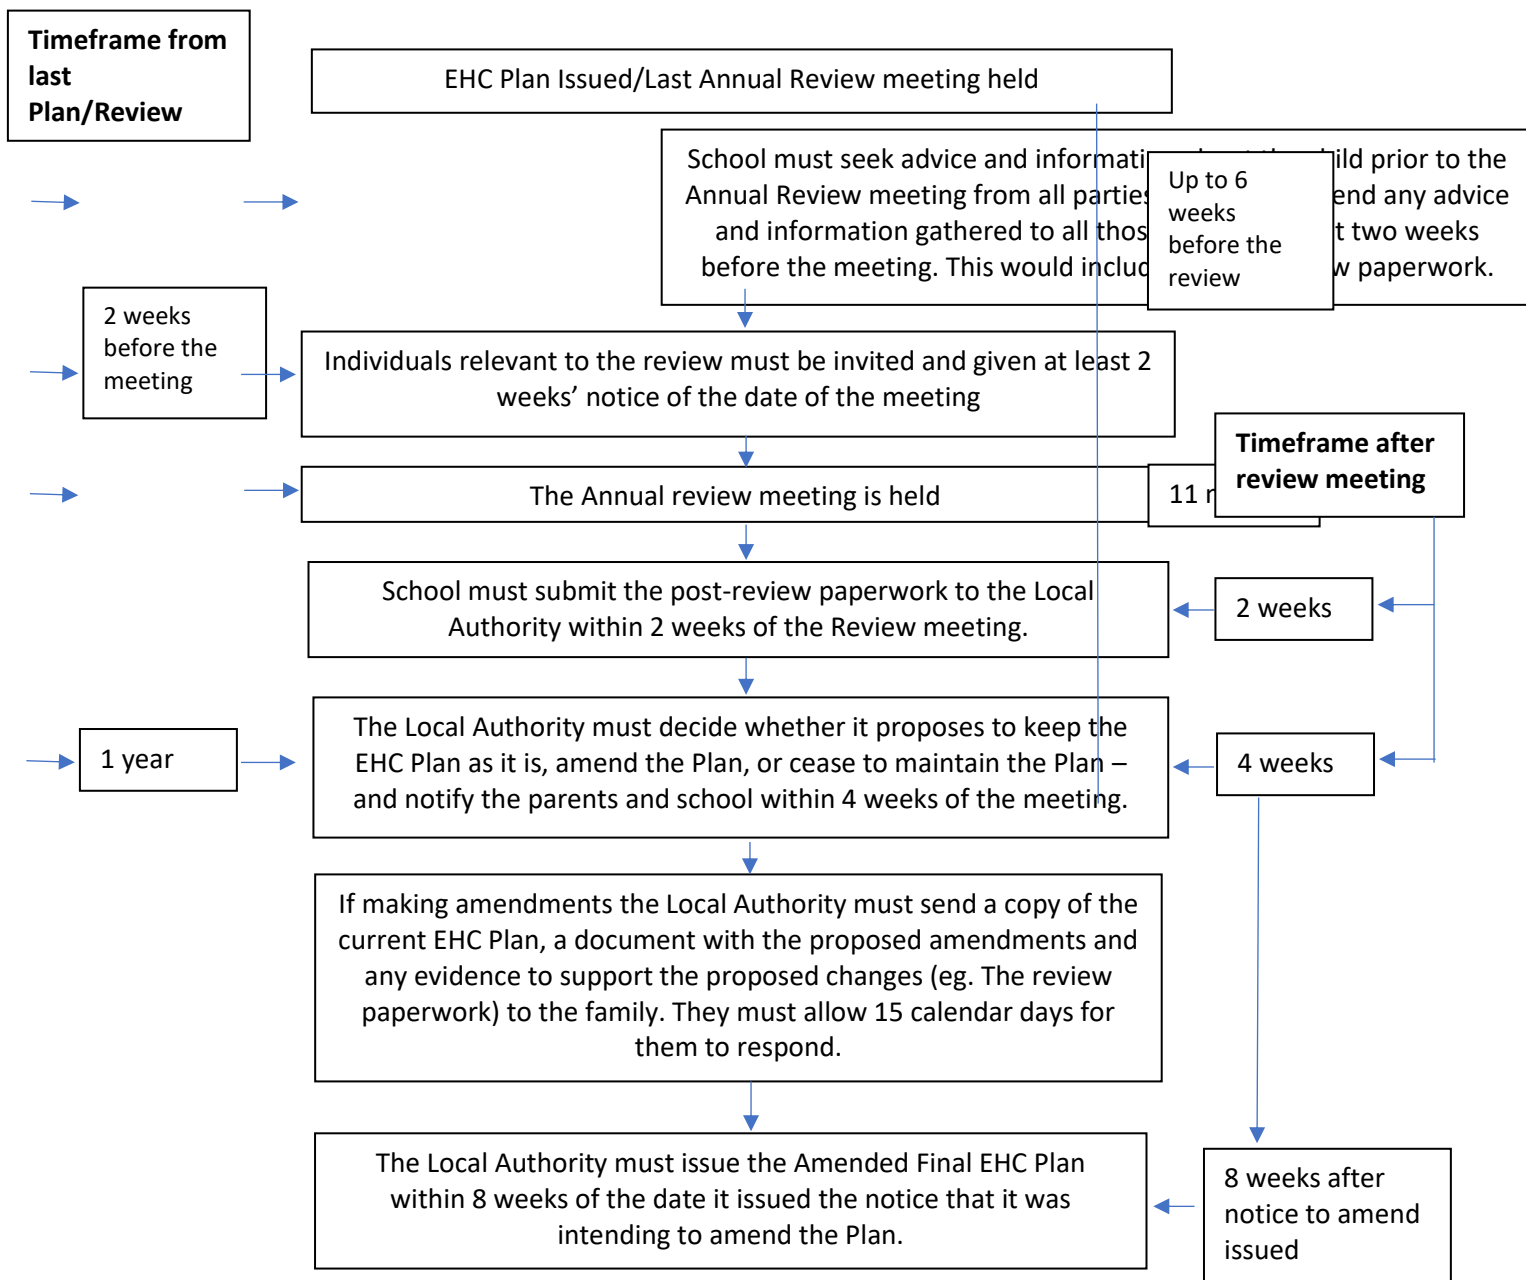 Timeframe from
last
Plan/Review
EHC Plan Issued/Last Annual Review meeting held
School must seek advice and informati ild prior to the
Annual Review meeting from all parties end any advice
and information gathered to all thos t two weeks
before the meeting. This would includ w paperwork.
Up to 6
weeks
before the
review
2 weeks
before the
meeting
Individuals relevant to the review must be invited and given at least 2
weeks’ notice of the date of the meeting
Timeframe after
review meeting
The Annual review meeting is held
11
School must submit the post-review paperwork to the Local
Authority within 2 weeks of the Review meeting.
2 weeks
1 year
The Local Authority must decide whether it proposes to keep the
EHC Plan as it is, amend the Plan, or cease to maintain the Plan –
and notify the parents and school within 4 weeks of the meeting.
4 weeks
If making amendments the Local Authority must send a copy of the
current EHC Plan, a document with the proposed amendments and
any evidence to support the proposed changes (eg. The review
paperwork) to the family. They must allow 15 calendar days for
them to respond.
The Local Authority must issue the Amended Final EHC Plan
within 8 weeks of the date it issued the notice that it was
intending to amend the Plan.
8 weeks after
notice to amend
issued